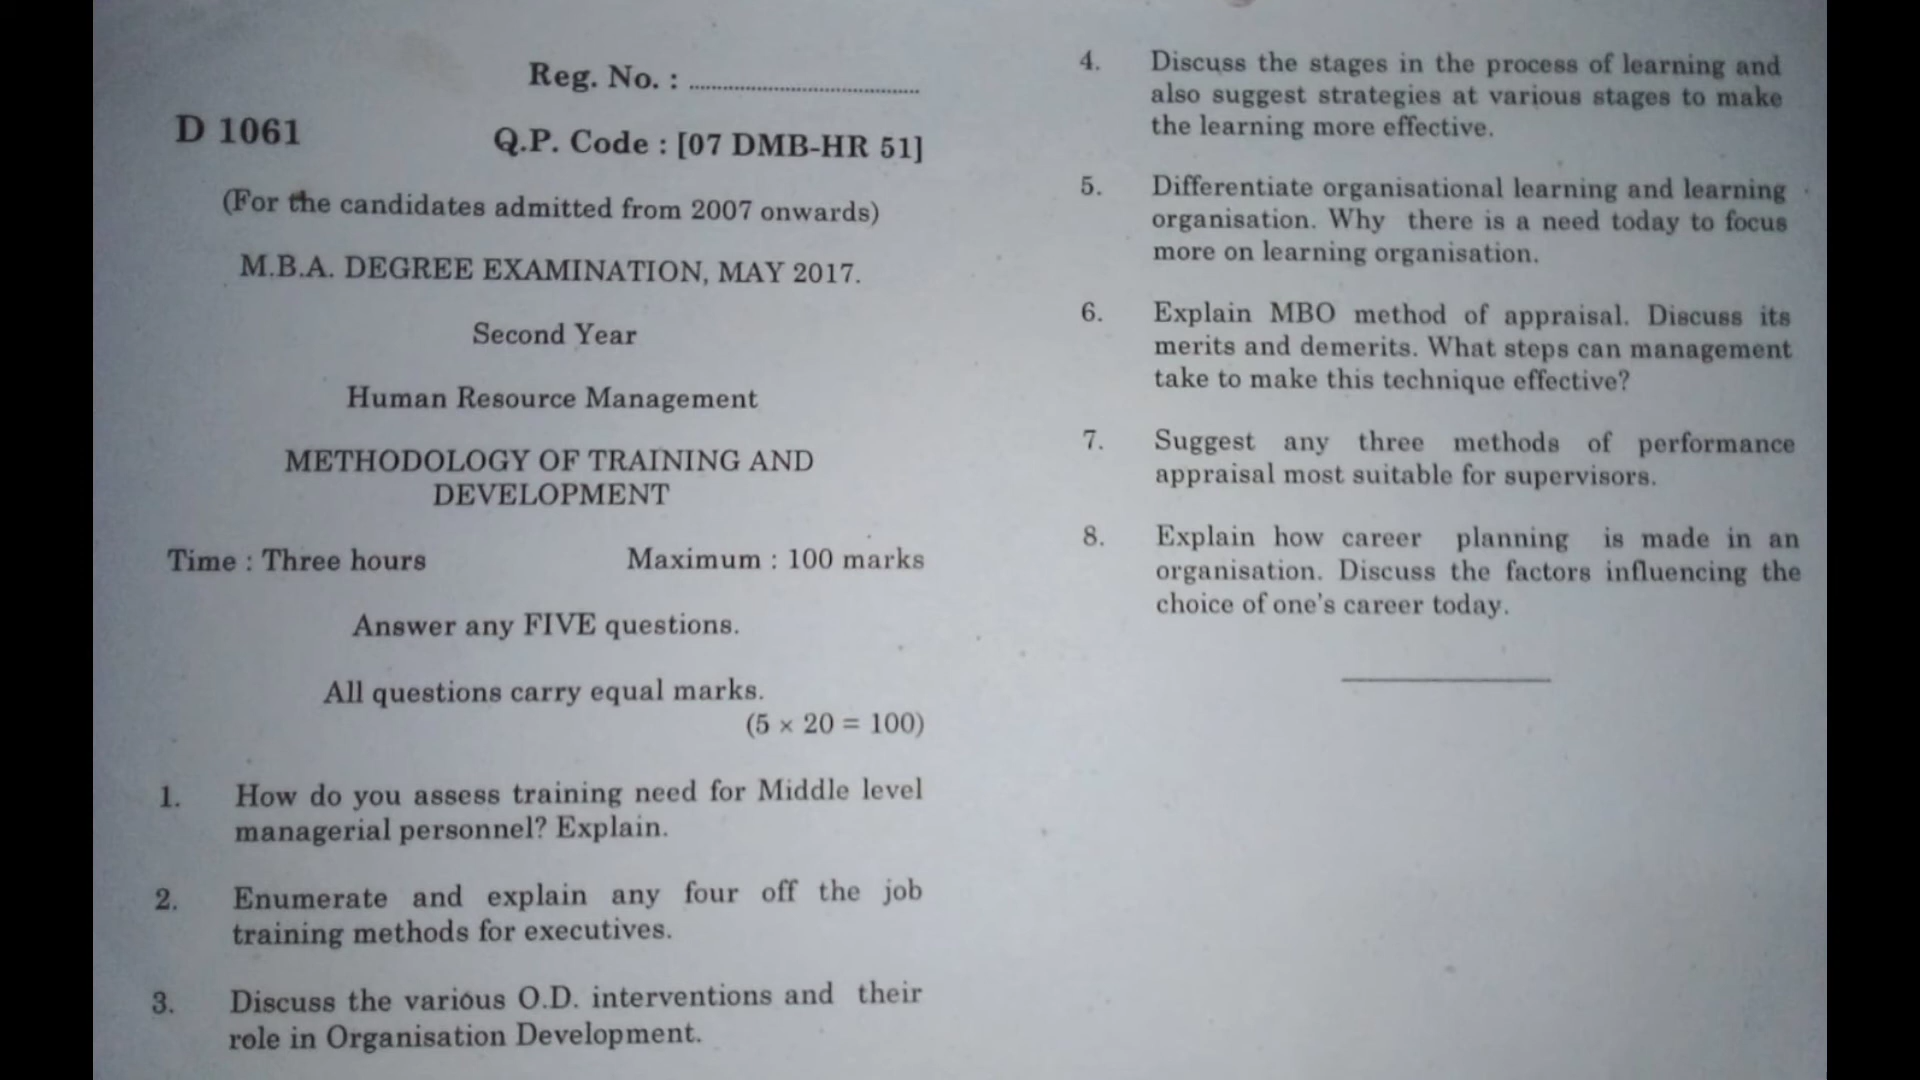 Reg. No. : ........................................
D 1061
Q.P. Code : [07 DMB-HR 51]
(For the candidates admitted from 2007 onwards)
M.B.A. DEGREE EXAMINATION, MAY 2017.
Second Year
Human Resource Management
METHODOLOGY OF TRAINING AND
DEVELOPMENT
Time : Three hours Maximum : 100 marks
Answer any FIVE questions.
All questions carry equal marks.
(5 × 20 = 100)
1. How do you assess training need for Middle level
managerial personnel? Explain.
2. Enumerate and explain any four off the job
training methods for executives.
3. Discuss the various O.D. interventions and their
role in Organisation Development.
4. Discuss the stages in the process of learning and
also suggest strategies at various stages to make
the learning more effective.
5. Differentiate organisational learning and learning
organisation. Why there is a need today to focus
more on learning organisation.
6. Explain MBO method of appraisal. Discuss its
merits and demerits. What steps can management
take to make this technique effective?
7. Suggest any three methods of performance
appraisal most suitable for supervisors.
8. Explain how career planning is made in an
organisation. Discuss the factors influencing the
choice of one's career today.